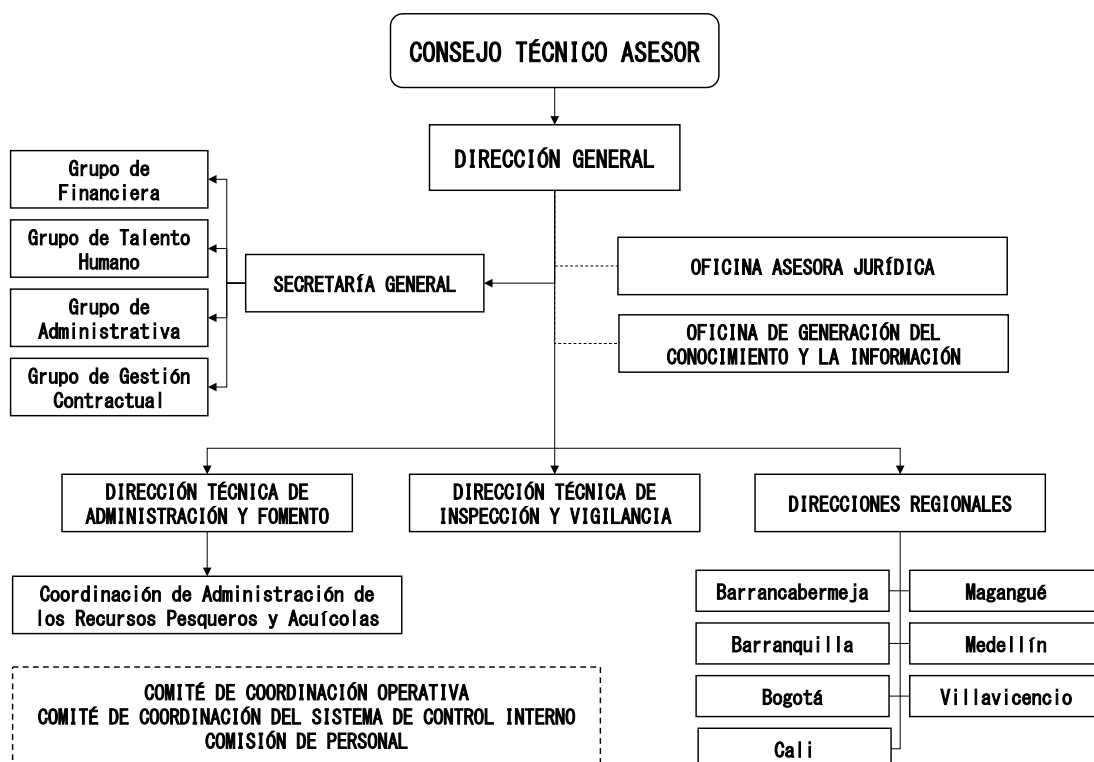 CONSEJO TÉCNICO ASESOR
DIRECCIÓN GENERAL
Grupo de
Financiera
Grupo de Talento
Humano
Grupo de
Administrativa
Grupo de Gestión
Contractual
SECRETARÍA GENERAL
OFICINA ASESORA JURÍDICA
OFICINA DE GENERACIÓN DEL
CONOCIMIENTO Y LA INFORMACIÓN
DIRECCIÓN TÉCNICA DE
ADMINISTRACIÓN Y FOMENTO
DIRECCIÓN TÉCNICA DE
INSPECCIÓN Y VIGILANCIA
DIRECCIONES REGIONALES
Coordinación de Administración de
los Recursos Pesqueros y Acuícolas
Barrancabermeja
Magangué
Barranquilla
Medellín
Bogotá
Villavicencio
Cali
COMITÉ DE COORDINACIÓN OPERATIVA
COMITÉ DE COORDINACIÓN DEL SISTEMA DE CONTROL INTERNO
COMISIÓN DE PERSONAL